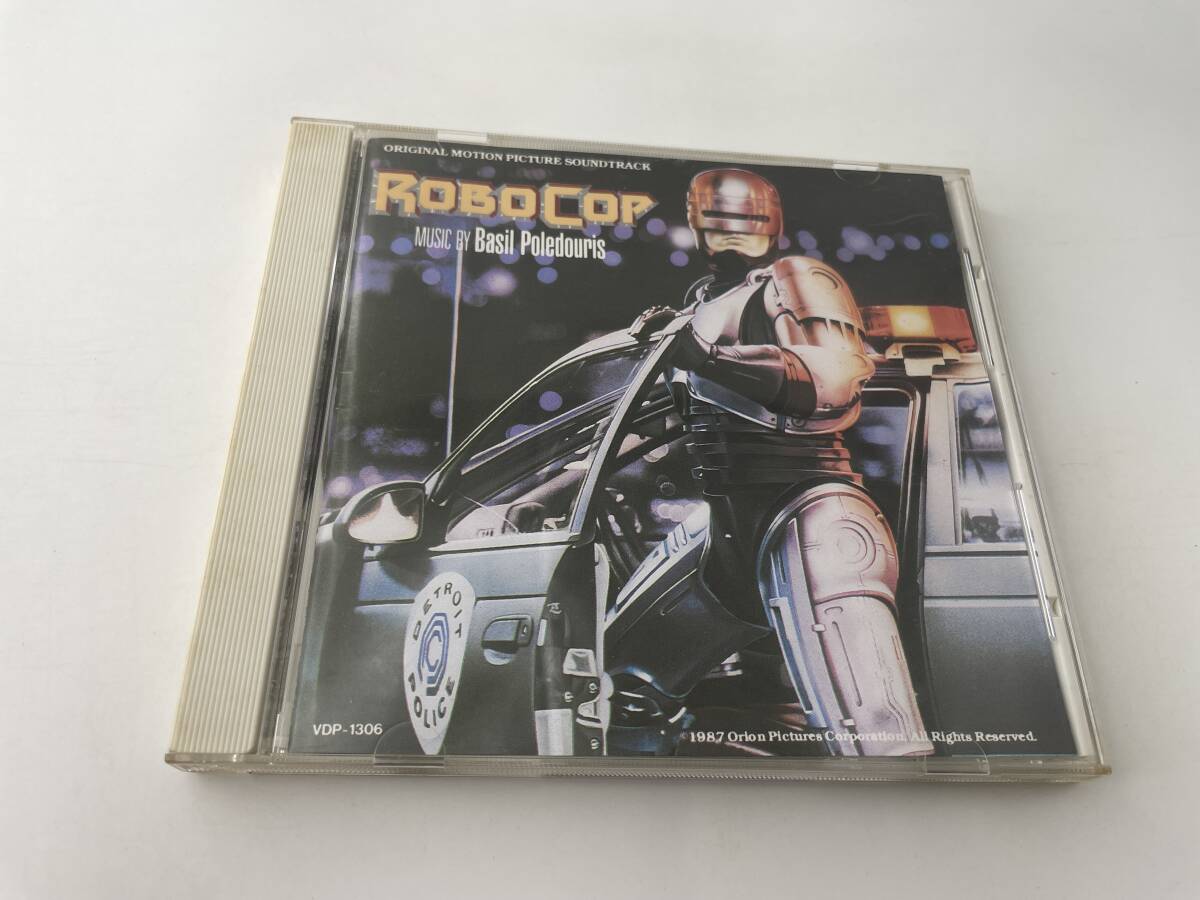 ORIGINAL MOTION PICTURE SOUNDTRACK
ROBOCOP
MUSIC BY Basil Poledouris
DETROIT
POLICE
VDP-1306
©1987 Orion Pictures Corporation. All Rights Reserved.